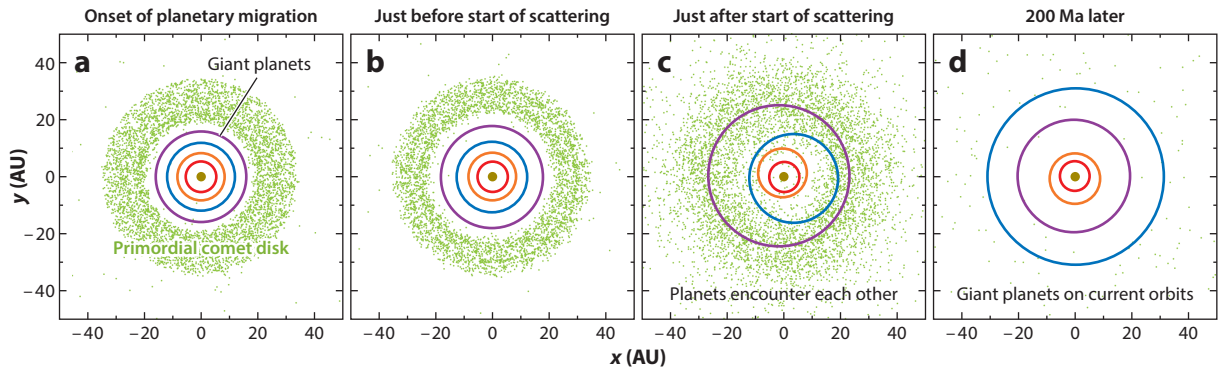 Onset of planetary migration
Just before start of scattering
Just after start of scattering
200 Ma later
a
b
c
d
Giant planets
Primordial comet disk
Planets encounter each other
Giant planets on current orbits
40
20
0
−20
−40
y (AU)
−40 −20 0 20 40
−40 −20 0 20 40
−40 −20 0 20 40
−40 −20 0 20 40
x (AU)